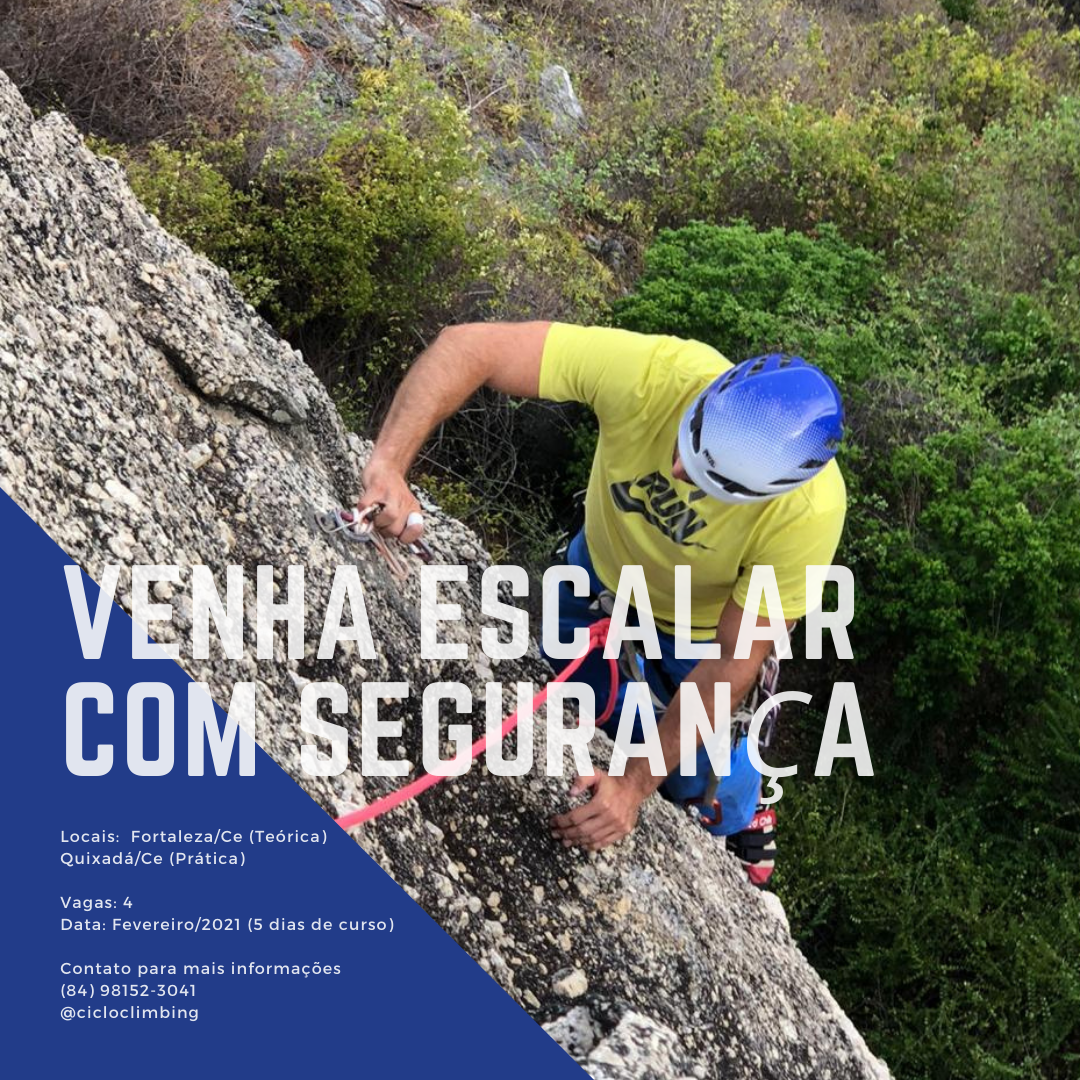 RUN
VENHA ESCALAR
COM SEGURANÇA
Locais:  Fortaleza/Ce (Teórica)
Quixadá/Ce (Prática)
Vagas: 4
Data: Fevereiro/2021 (5 dias de curso)
Contato para mais informações
(84) 98152-3041
@cicloclimbing